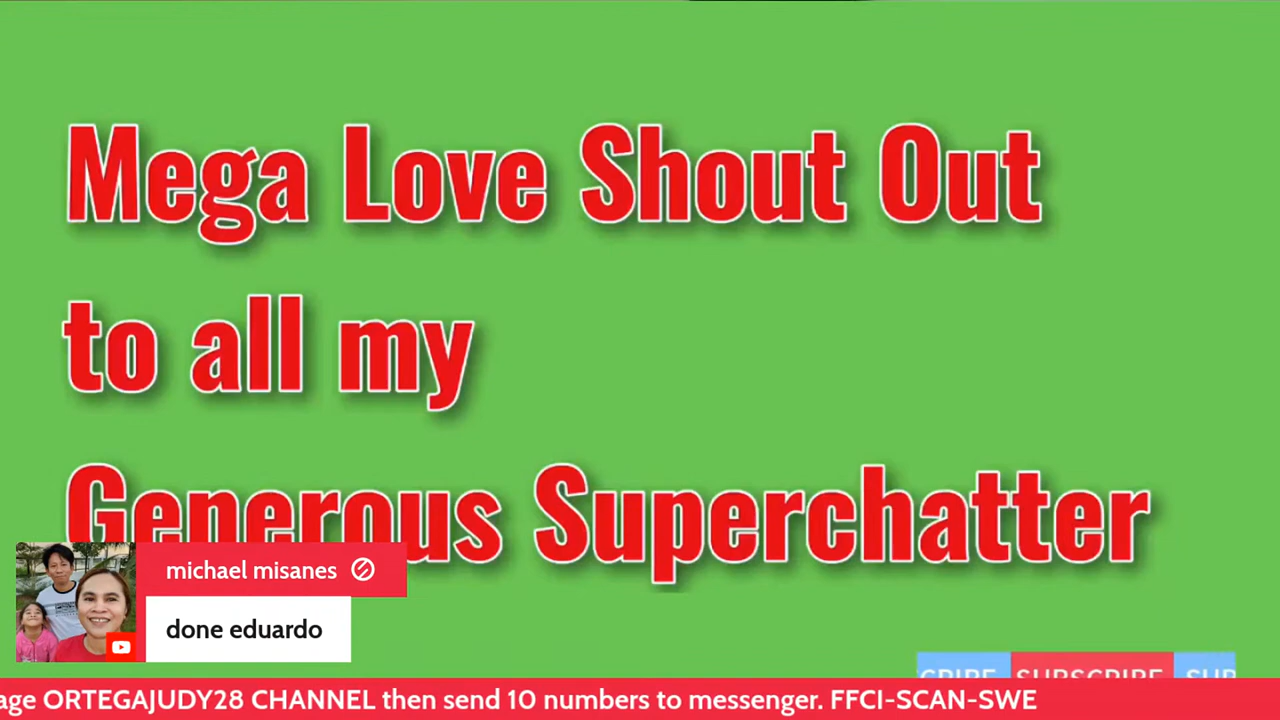 Mega Love Shout Out
to all my
Generous Superchatter
michael misanes
done eduardo
SUBSCRIBE
age ORTEGAJUDY28 CHANNEL then send 10 numbers to messenger. FFCI-SCAN-SWE